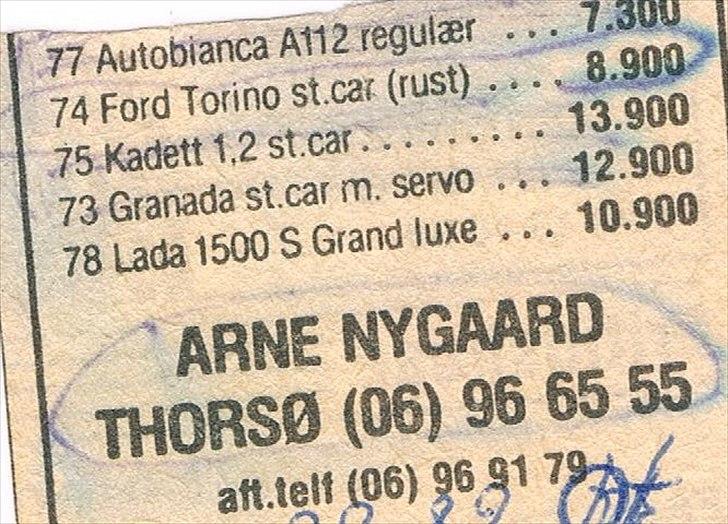 77 Autobianca A112 regulær ... 7.300
74 Ford Torino st.car (rust) .... 8.900
75 Kadett 1,2 st.car ......... 13.900
73 Granada st.car m. servo ... 12.900
78 Lada 1500 S Grand luxe ... 10.900
ARNE NYGAARD
THORSØ (06) 96 65 55
aft.telf (06) 96 91 79